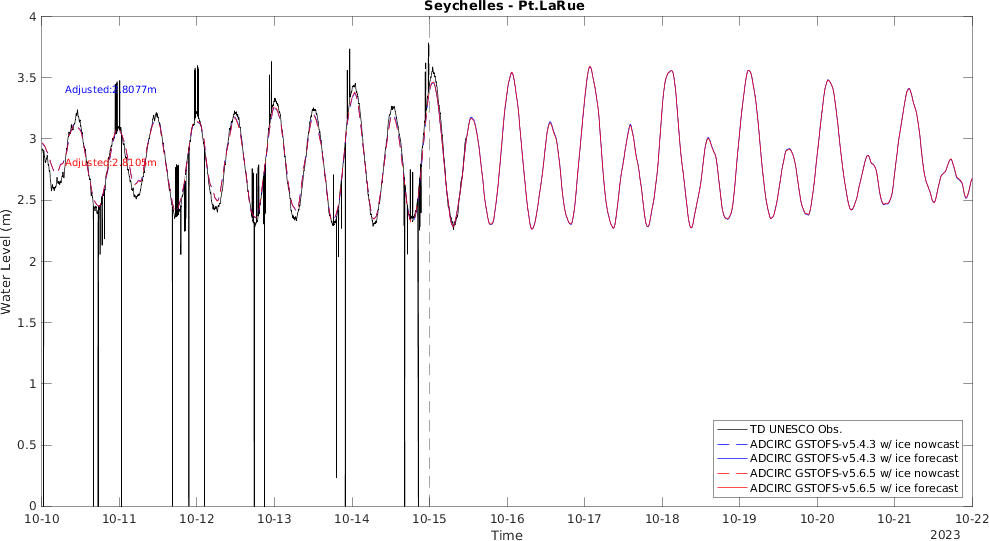 Seychelles - Pt.LaRue
4
3.5
3
2.5
2
1.5
1
0.5
0
Water Level (m)
Adjusted:2.8077m
Adjusted:2.8105m
TD UNESCO Obs.
ADCIRC GSTOFS-v5.4.3 w/ ice nowcast
ADCIRC GSTOFS-v5.4.3 w/ ice forecast
ADCIRC GSTOFS-v5.6.5 w/ ice nowcast
ADCIRC GSTOFS-v5.6.5 w/ ice forecast
10-10 10-11 10-12 10-13 10-14 10-15 10-16 10-17 10-18 10-19 10-20 10-21 10-22
Time
2023